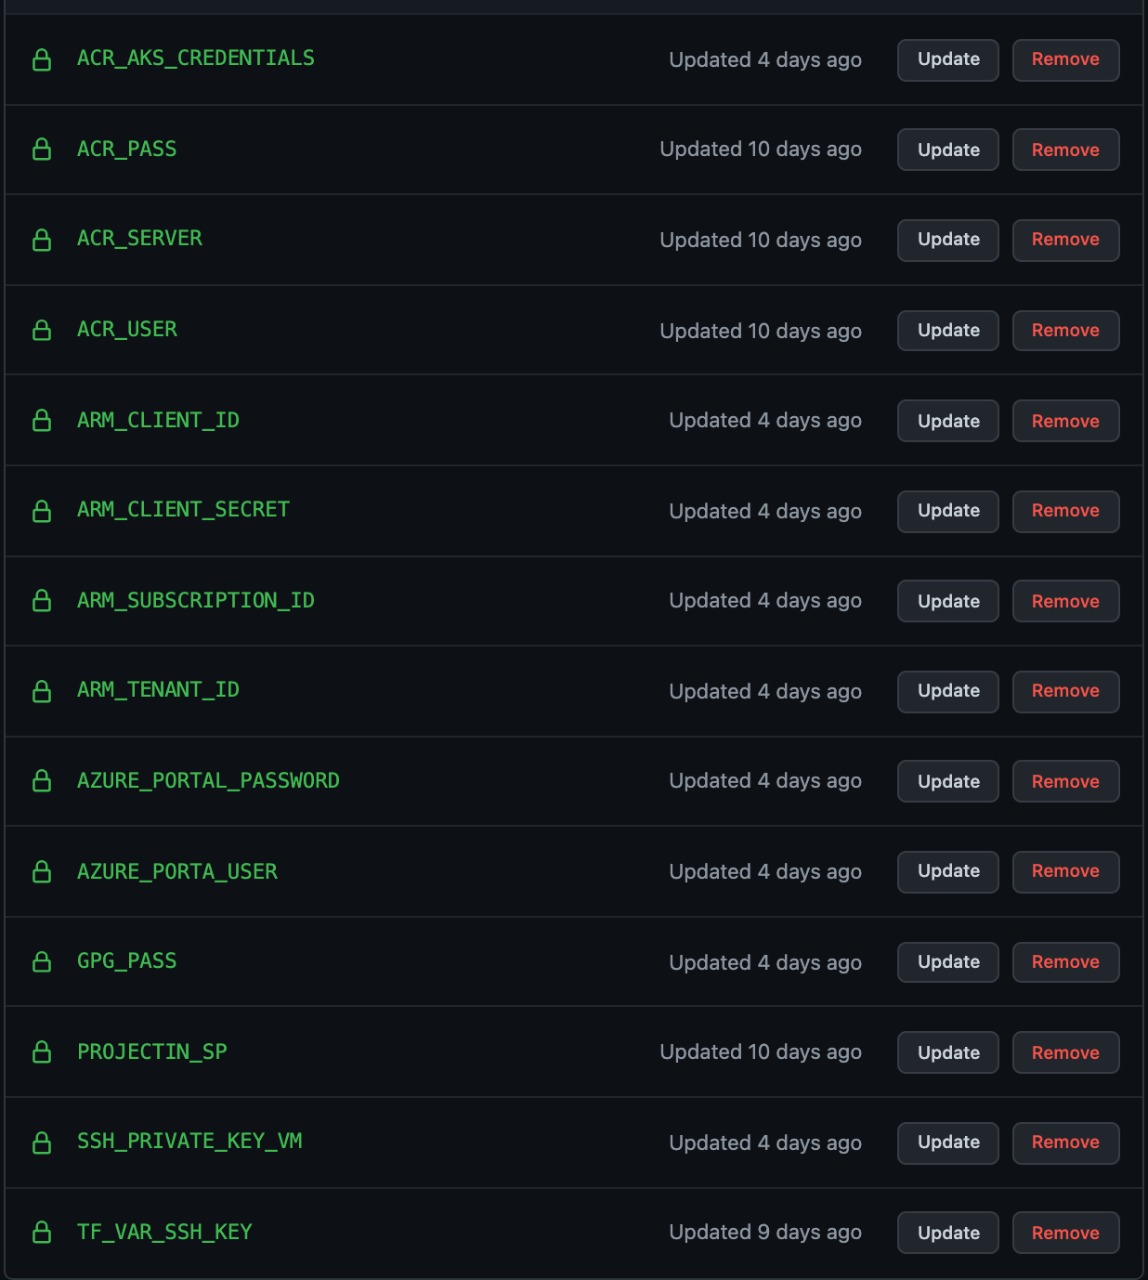 ACR_AKS_CREDENTIALS Updated 4 days ago Update Remove
ACR_PASS Updated 10 days ago Update Remove
ACR_SERVER Updated 10 days ago Update Remove
ACR_USER Updated 10 days ago Update Remove
ARM_CLIENT_ID Updated 4 days ago Update Remove
ARM_CLIENT_SECRET Updated 4 days ago Update Remove
ARM_SUBSCRIPTION_ID Updated 4 days ago Update Remove
ARM_TENANT_ID Updated 4 days ago Update Remove
AZURE_PORTAL_PASSWORD Updated 4 days ago Update Remove
AZURE_PORTA_USER Updated 4 days ago Update Remove
GPG_PASS Updated 4 days ago Update Remove
PROJECTIN_SP Updated 10 days ago Update Remove
SSH_PRIVATE_KEY_VM Updated 4 days ago Update Remove
TF_VAR_SSH_KEY Updated 9 days ago Update Remove